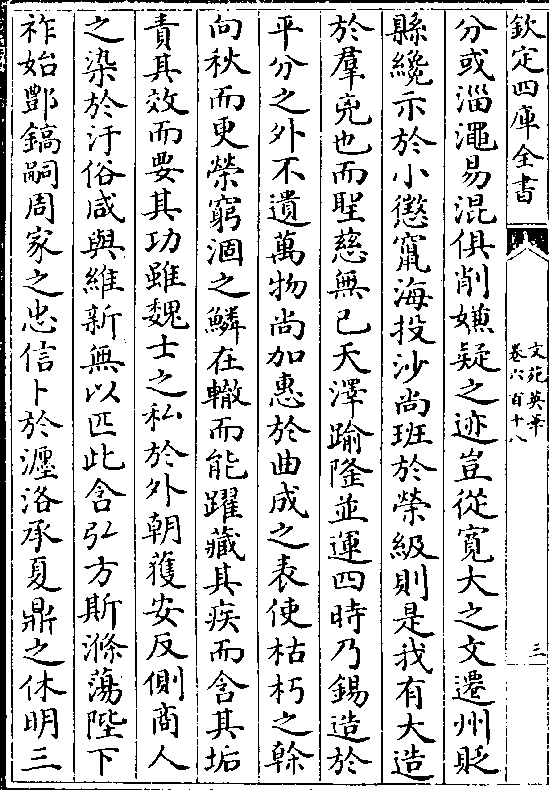 欽定四庫全書
文苑英華
卷六百十八
三
分或淄澠易混俱削嫌疑之迹豈從寛大之文遷州貶
縣纔示於小懲竄海投沙尚班於榮級則是我有大造
於羣兇也而聖慈無已天澤踰隆並運四時乃錫造於
平分之外不遺萬物尚加惠於曲成之表使枯朽之榦
向秋而更榮窮涸之鱗在轍而能躍藏其疾而含其垢
責其效而要其功雖魏士之私於外朝獲安反側商人
之染於汙俗咸與維新無以匹此含弘方斯滌蕩陛下
祚始酆鎬嗣周家之忠信卜於瀍洛承夏鼎之休明三